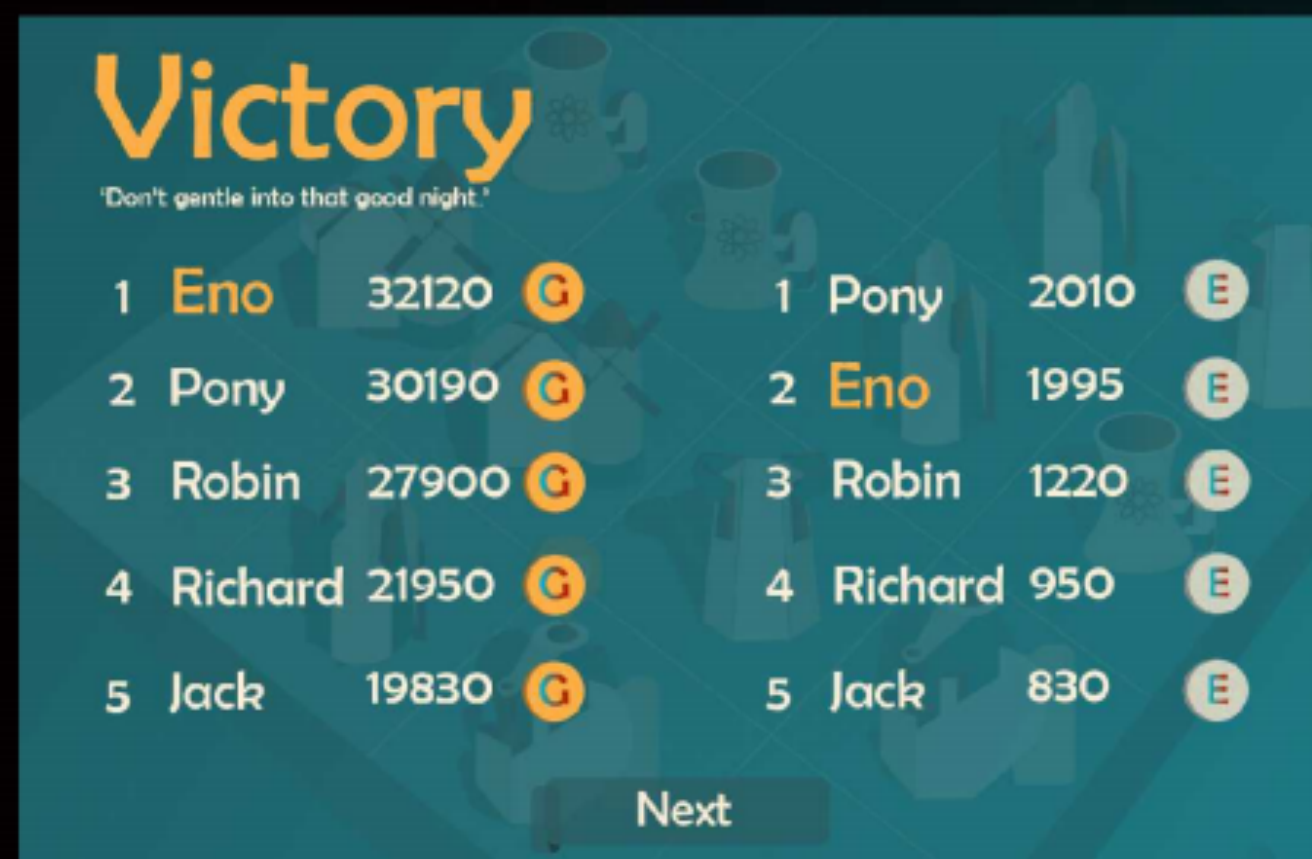 Victory
'Don't gentle into that good night.'
1 Eno 32120 G
2 Pony 30190 G
3 Robin 27900 G
4 Richard 21950 G
5 Jack 19830 G
1 Pony 2010 E
2 Eno 1995 E
3 Robin 1220 E
4 Richard 950 E
5 Jack 830 E
Next